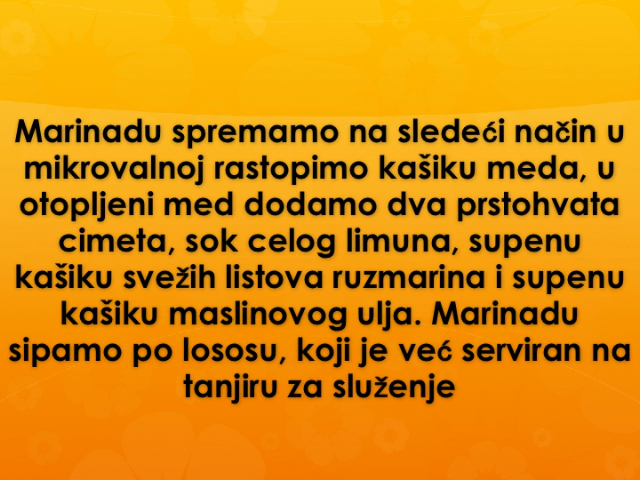 Marinadu spremamo na sledeći način u
mikrovalnoj rastopimo kašiku meda, u
otopljeni med dodamo dva prstohvata
cimeta, sok celog limuna, supenu
kašiku svežih listova ruzmarina i supenu
kašiku maslinovog ulja. Marinadu
sipamo po lososu, koji je već serviran na
tanjiru za služenje